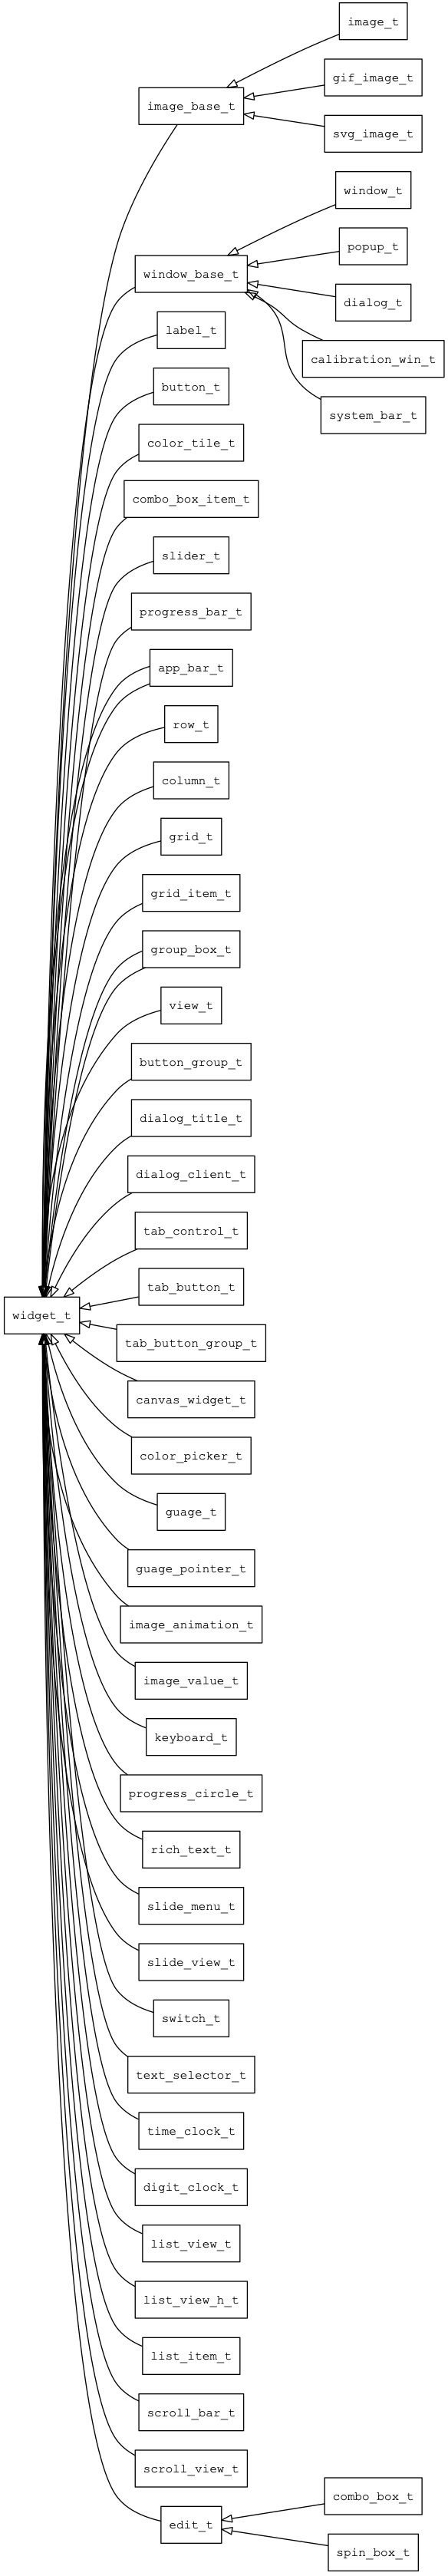 image_t
gif_image_t
image_base_t
svg_image_t
window_t
popup_t
window_base_t
dialog_t
label_t
calibration_win_t
button_t
system_bar_t
color_tile_t
combo_box_item_t
slider_t
progress_bar_t
app_bar_t
row_t
column_t
grid_t
grid_item_t
group_box_t
view_t
button_group_t
dialog_title_t
dialog_client_t
tab_control_t
tab_button_t
widget_t
tab_button_group_t
canvas_widget_t
color_picker_t
guage_t
guage_pointer_t
image_animation_t
image_value_t
keyboard_t
progress_circle_t
rich_text_t
slide_menu_t
slide_view_t
switch_t
text_selector_t
time_clock_t
digit_clock_t
list_view_t
list_view_h_t
list_item_t
scroll_bar_t
scroll_view_t
combo_box_t
edit_t
spin_box_t